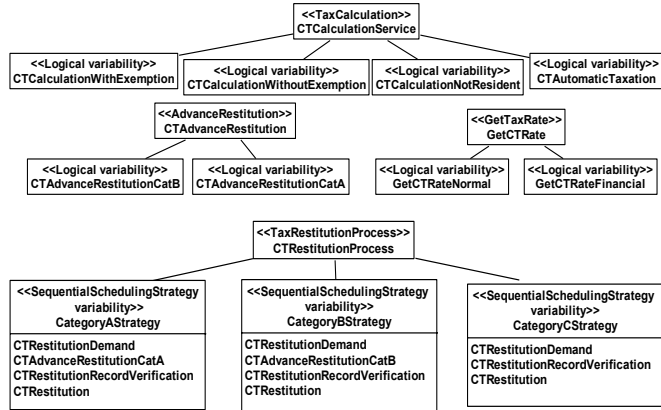 <<TaxCalculation>>
CTCalculationService
<<Logical variability>>
CTCalculationWithExemption
<<Logical variability>>
CTCalculationWithoutExemption
<<Logical variability>>
CTCalculationNotResident
<<Logical variability>>
CTAutomaticTaxation
<<AdvanceRestitution>>
CTAdvanceRestitution
<<GetTaxRate>>
GetCTRate
<<Logical variability>>
CTAdvanceRestitutionCatB
<<Logical variability>>
CTAdvanceRestitutionCatA
<<Logical variability>>
GetCTRateNormal
<<Logical variability>>
GetCTRateFinancial
<<TaxRestitutionProcess>>
CTRestitutionProcess
<<SequentialSchedulingStrategy
variability>>
CategoryAStrategy
CTRestitutionDemand
CTAdvanceRestitutionCatA
CTRestitutionRecordVerification
CTRestitution
<<SequentialSchedulingStrategy
variability>>
CategoryBStrategy
CTRestitutionDemand
CTAdvanceRestitutionCatB
CTRestitutionRecordVerification
CTRestitution
<<SequentialSchedulingStrategy
variability>>
CategoryCStrategy
CTRestitutionDemand
CTRestitutionRecordVerification
CTRestitution